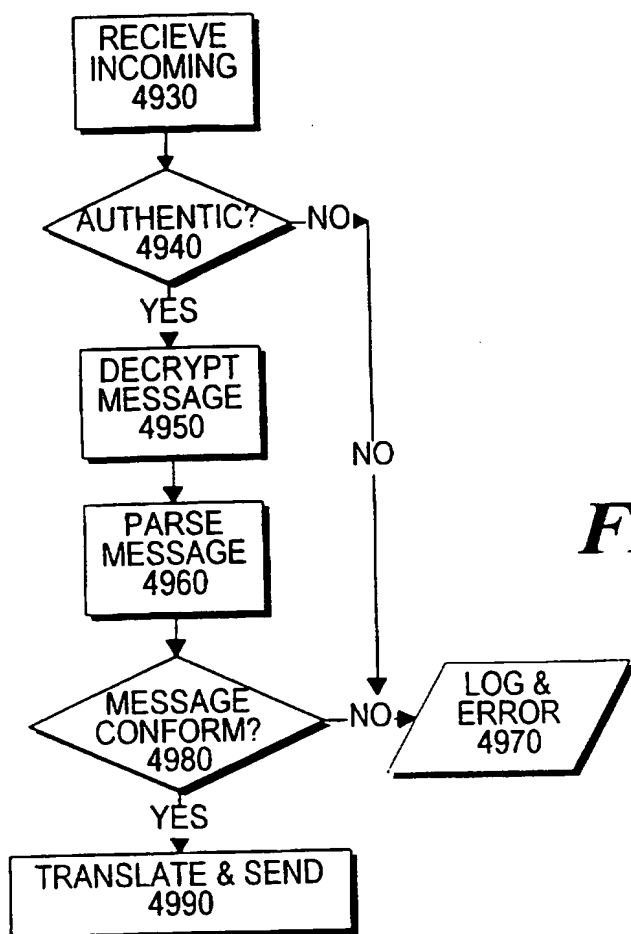 RECIEVE
INCOMING
4930
AUTHENTIC?
4940
NO
YES
DECRYPT
MESSAGE
4950
NO
PARSE
MESSAGE
4960
MESSAGE
CONFORM?
4980
NO
LOG &
ERROR
4970
YES
TRANSLATE & SEND
4990